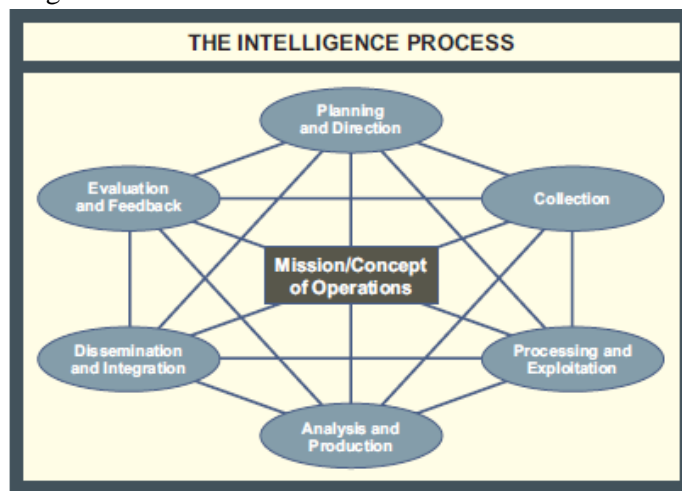 THE INTELLIGENCE PROCESS
Planning
and Direction
Evaluation
and Feedback
Collection
Mission/Concept
of Operations
Dissemination
and Integration
Processing and
Exploitation
Analysis and
Production